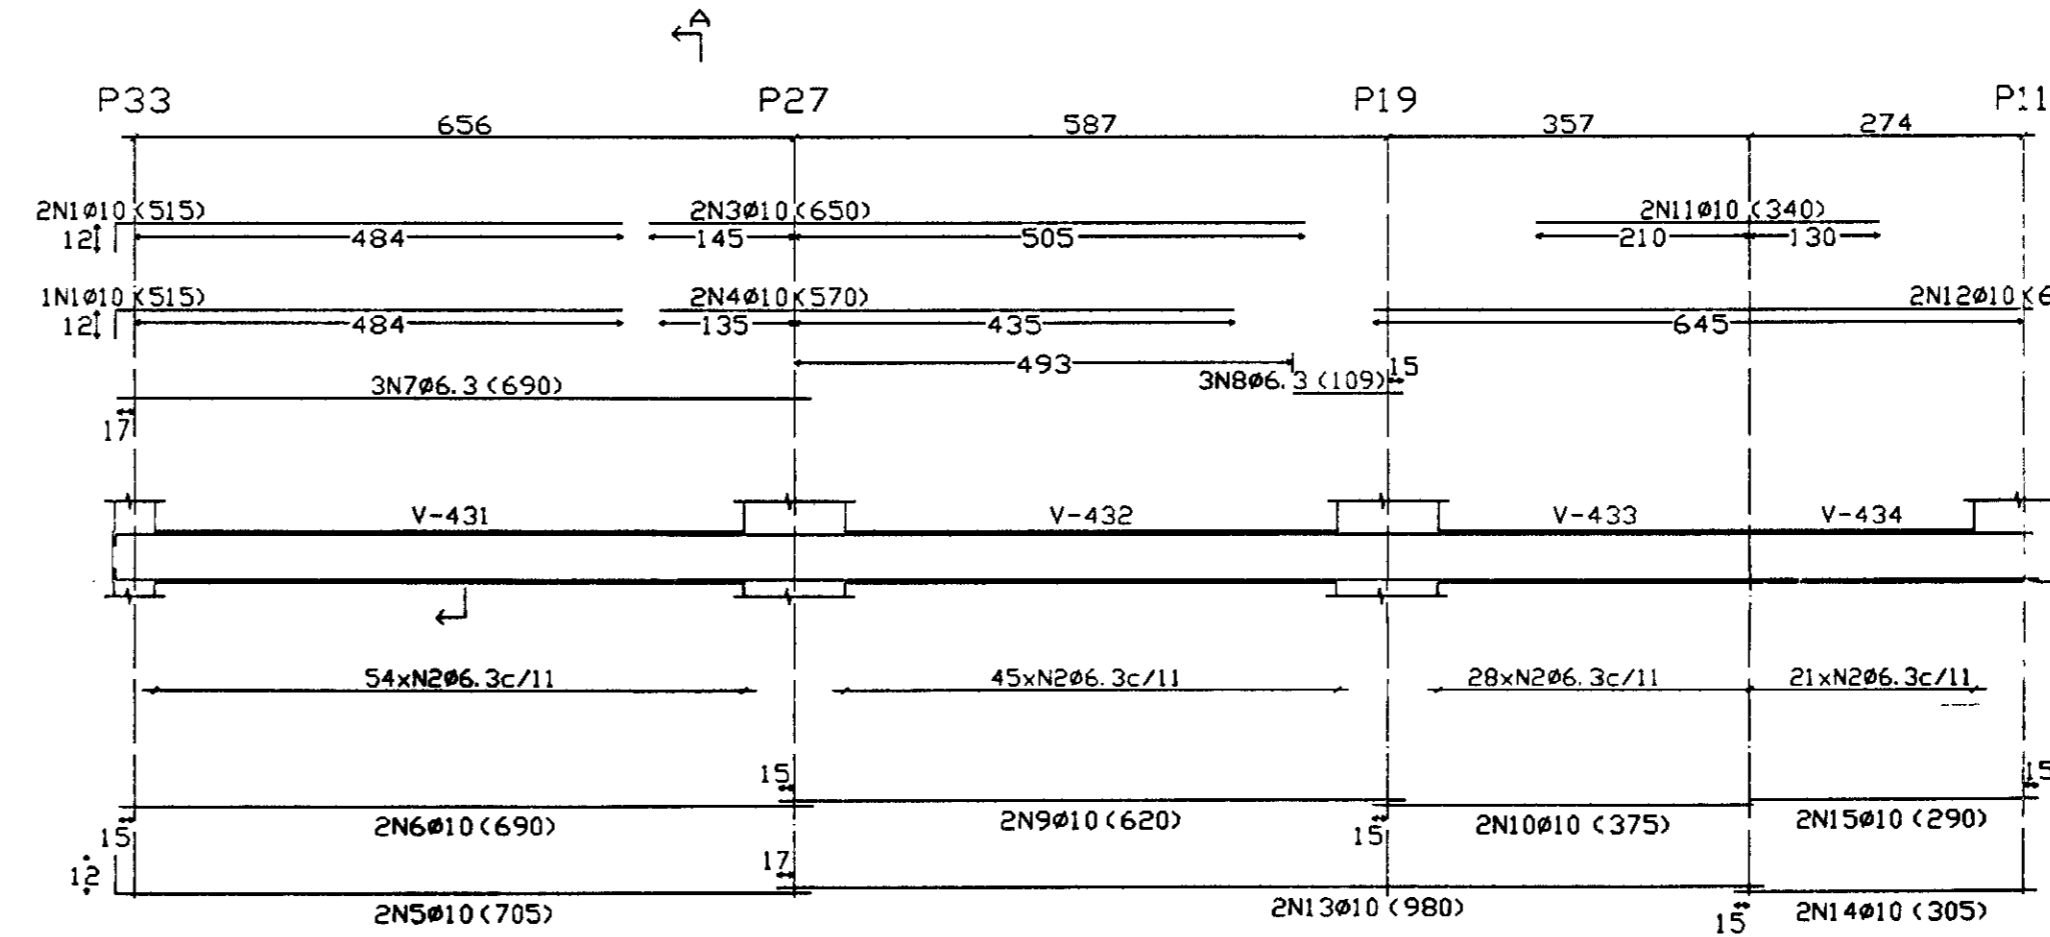 A
P33 P27 P19 P11
656 587 357 274
2N1ø10 (515) 2N3ø10 (650) 2N11ø10 (340)
12 484 145 505 210 130
1N1ø10 (515) 2N4ø10 (570) 2N12ø10 (6
12 484 135 435 645
493 15
3N7ø6.3 (690) 3N8ø6.3 (109)
17
V-431 V-432 V-433 V-434
54xN2ø6.3c/11 45xN2ø6.3c/11 28xN2ø6.3c/11 21xN2ø6.3c/11
15 15
2N6ø10 (690) 2N9ø10 (620) 2N10ø10 (375) 2N15ø10 (290)
15 15
12 17
2N5ø10 (705) 2N13ø10 (980) 2N14ø10 (305)
15